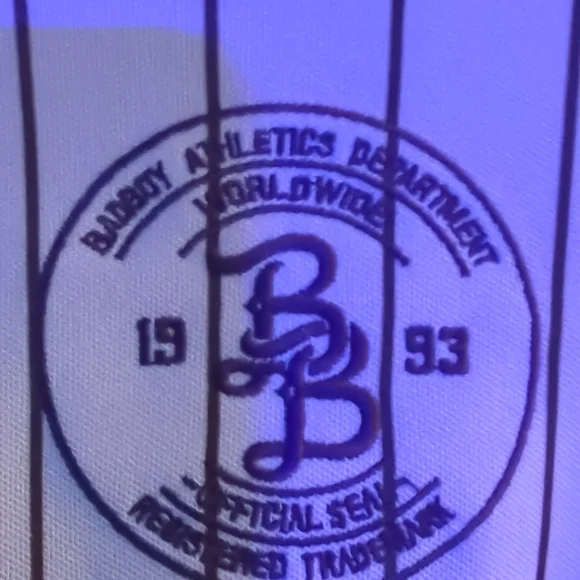 BADBOY ATHLETICS DEPARTMENT
WORLDWIDE
BB
19 93
OFFICIAL SEAL
REGISTERED TRADEMARK